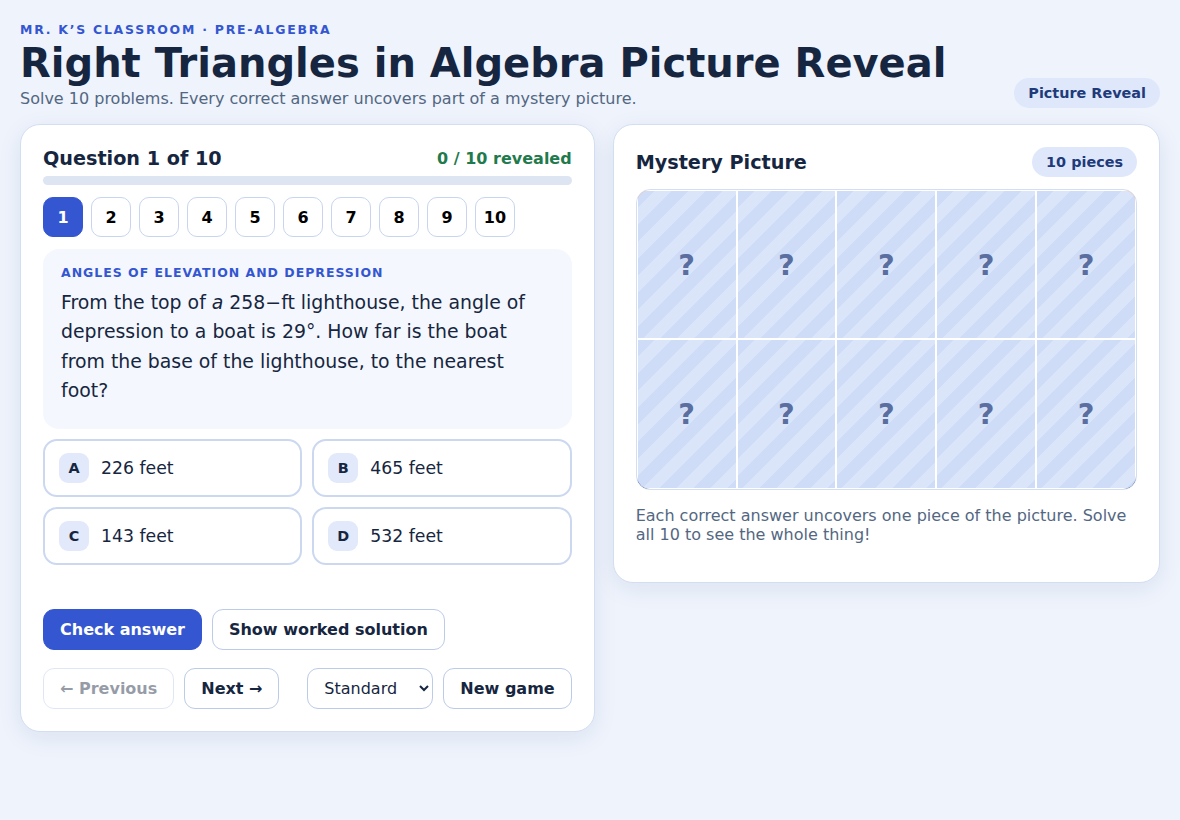 MR. K’S CLASSROOM · PRE-ALGEBRA
Right Triangles in Algebra Picture Reveal
Solve 10 problems. Every correct answer uncovers part of a mystery picture.
Picture Reveal
Question 1 of 10
0 / 10 revealed
1 2 3 4 5 6 7 8 9 10
ANGLES OF ELEVATION AND DEPRESSION
From the top of a 258−ft lighthouse, the angle of
depression to a boat is 29°. How far is the boat
from the base of the lighthouse, to the nearest
foot?
A 226 feet
B 465 feet
C 143 feet
D 532 feet
Check answer
Show worked solution
← Previous
Next →
Standard
New game
Mystery Picture
10 pieces
? ? ? ? ?
? ? ? ? ?
Each correct answer uncovers one piece of the picture. Solve
all 10 to see the whole thing!